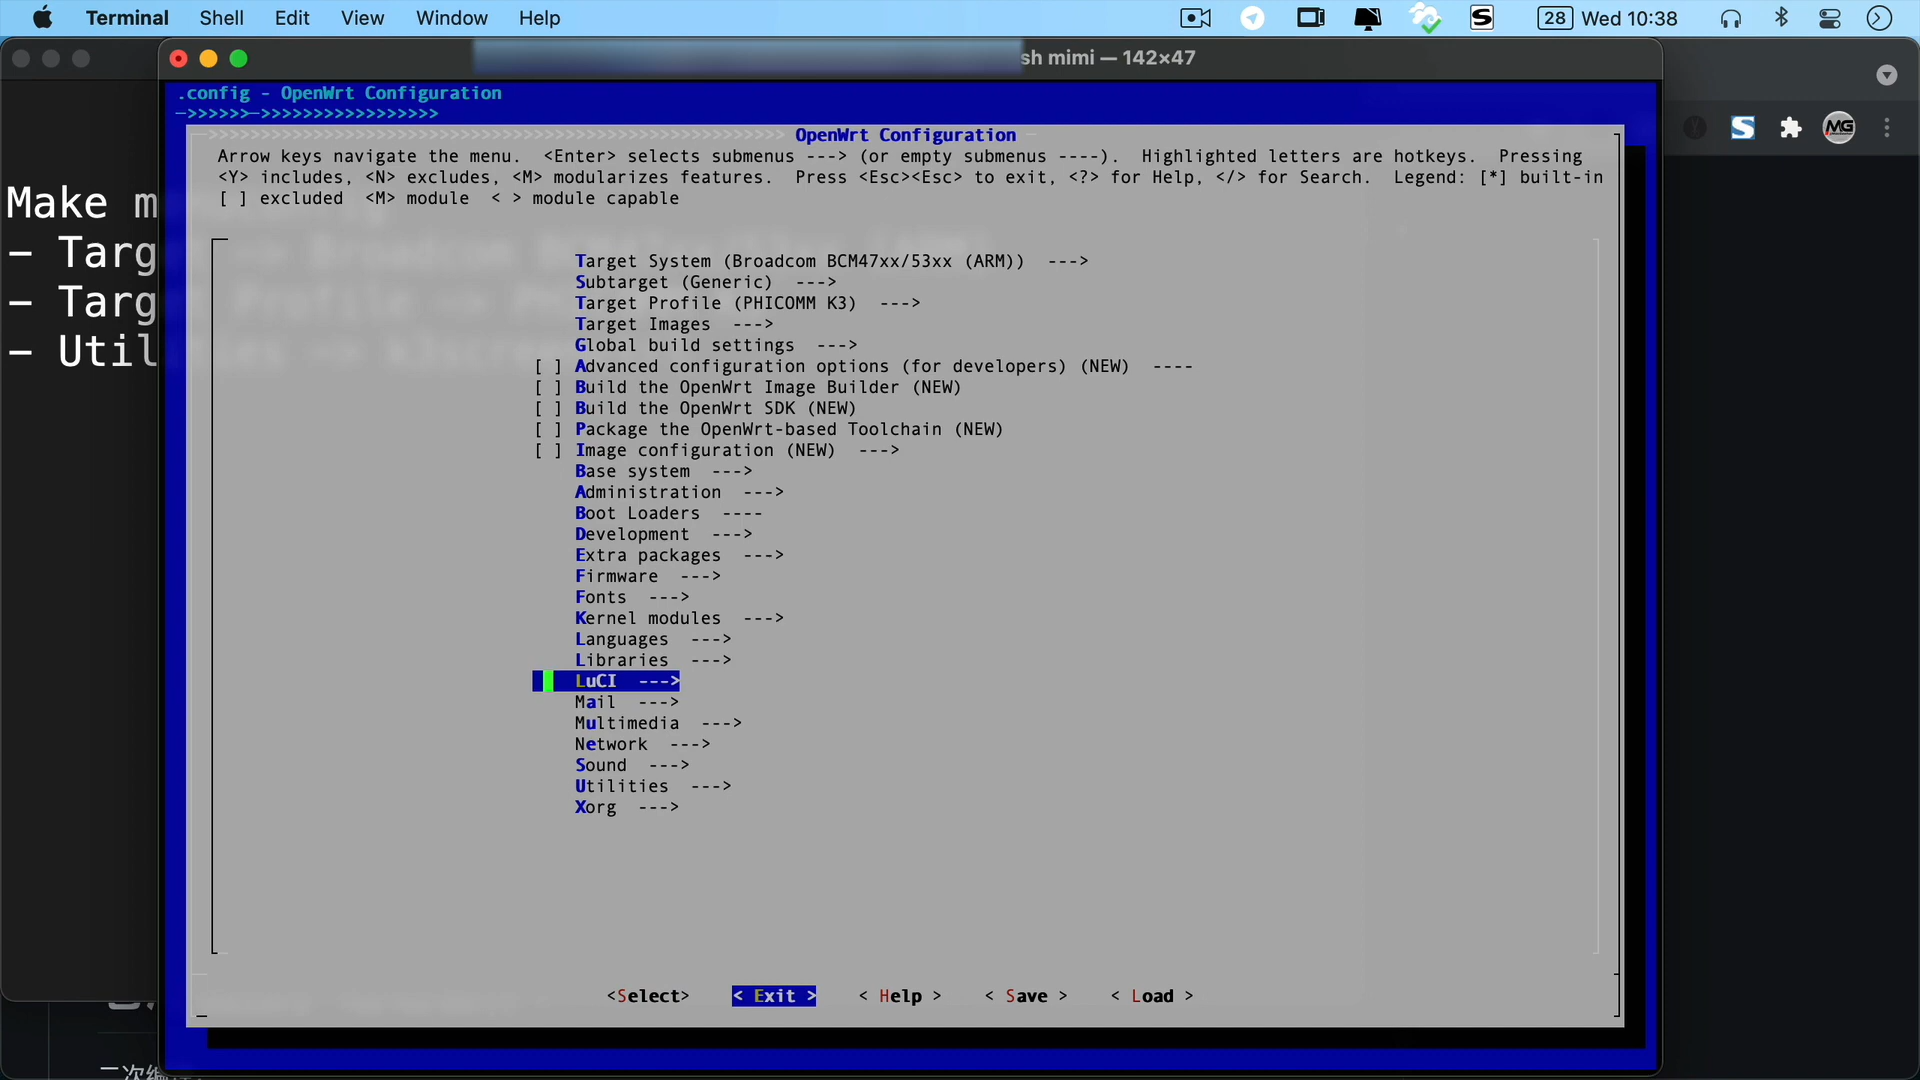 Terminal Shell Edit View Window Help 28 Wed 10:38
sh mimi — 142×47
.config - OpenWrt Configuration
OpenWrt Configuration
Arrow keys navigate the menu. <Enter> selects submenus ---> (or empty submenus ----). Highlighted letters are hotkeys. Pressing
<Y> includes, <N> excludes, <M> modularizes features. Press <Esc><Esc> to exit, <?> for Help, </> for Search. Legend: [*] built-in
[ ] excluded <M> module < > module capable
Make
- Targ
- Targ
- Util
Target System (Broadcom BCM47xx/53xx (ARM)) --->
Subtarget (Generic) --->
Target Profile (PHICOMM K3) --->
Target Images --->
Global build settings --->
[ ] Advanced configuration options (for developers) (NEW) ----
[ ] Build the OpenWrt Image Builder (NEW)
[ ] Build the OpenWrt SDK (NEW)
[ ] Package the OpenWrt-based Toolchain (NEW)
[ ] Image configuration (NEW) --->
Base system --->
Administration --->
Boot Loaders ----
Development --->
Extra packages --->
Firmware --->
Fonts --->
Kernel modules --->
Languages --->
Libraries --->
LuCI --->
Mail --->
Multimedia --->
Network --->
Sound --->
Utilities --->
Xorg --->
<Select> < Exit > < Help > < Save > < Load >
MG
二次编